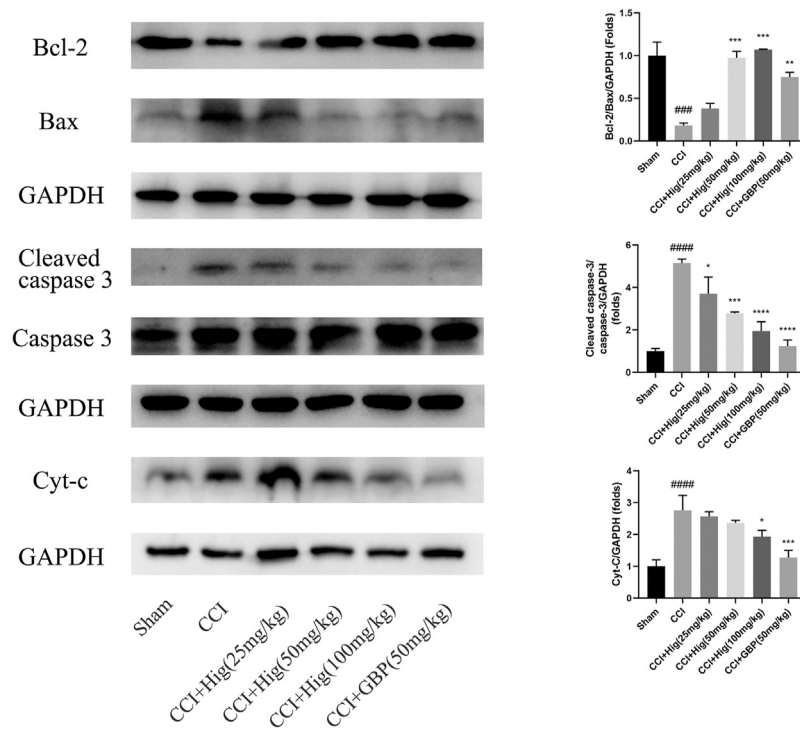 Bcl-2
Bax
GAPDH
Cleaved
caspase 3
Caspase 3
GAPDH
Cyt-c
GAPDH
Sham
CCI
CCI+Hig(25mg/kg)
CCI+Hig(50mg/kg)
CCI+Hig(100mg/kg)
CCI+GBP(50mg/kg)
Bcl-2/Bax/GAPDH (Folds)
1.5
1.0
0.5
0.0
###
***
***
**
Sham
CCI
CCI+Hig(25mg/kg)
CCI+Hig(50mg/kg)
CCI+Hig(100mg/kg)
CCI+GBP(50mg/kg)
Cleaved caspase-3/
caspase-3/GAPDH
(folds)
6
4
2
0
####
*
***
****
****
Sham
CCI
CCI+Hig(25mg/kg)
CCI+Hig(50mg/kg)
CCI+Hig(100mg/kg)
CCI+GBP(50mg/kg)
Cyt-C/GAPDH (folds)
4
3
2
1
0
####
*
***
Sham
CCI
CCI+Hig(25mg/kg)
CCI+Hig(50mg/kg)
CCI+Hig(100mg/kg)
CCI+GBP(50mg/kg)